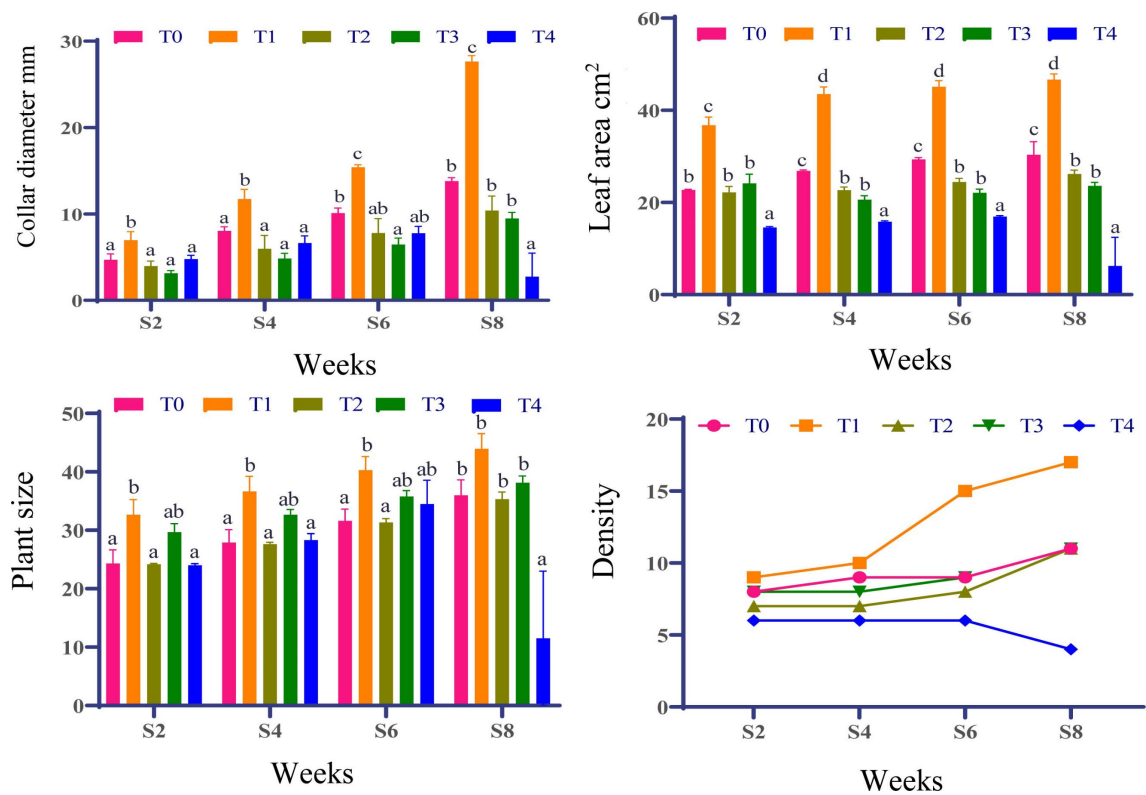 Collar diameter mm
T0 T1 T2 T3 T4
30
20
10
0
a b a a a
a b a a a
b c ab a ab
b c b b a
S2 S4 S6 S8
Weeks
Leaf area cm²
T0 T1 T2 T3 T4
60
40
20
0
b c b b a
c d b b a
c d b b a
c d b b a
S2 S4 S6 S8
Weeks
Plant size
T0 T1 T2 T3 T4
50
40
30
20
10
0
a b a ab a
a b a ab a
a b a ab ab
b b b b a
S2 S4 S6 S8
Weeks
Density
T0 T1 T2 T3 T4
20
15
10
5
0
S2 S4 S6 S8
Weeks